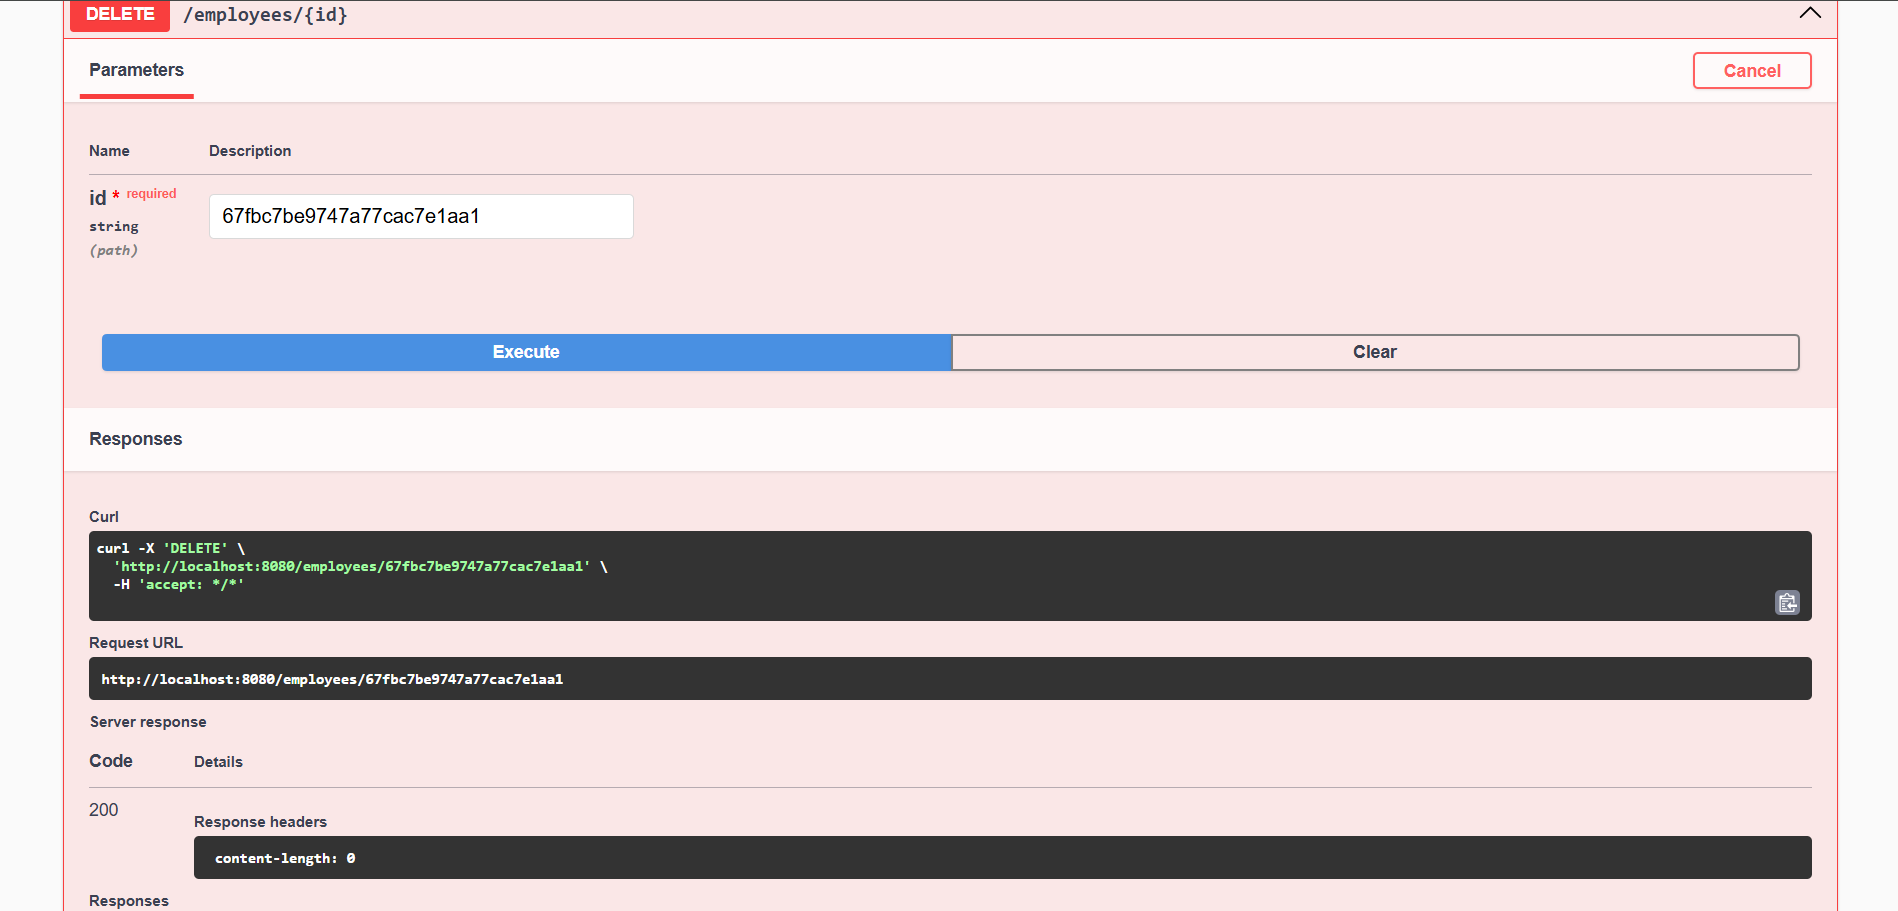 DELETE /employees/{id}
Parameters
Cancel
Name Description
id * required
string
(path)
67fbc7be9747a77cac7e1aa1
Execute Clear
Responses
Curl
curl -X 'DELETE' \
'http://localhost:8080/employees/67fbc7be9747a77cac7e1aa1' \
-H 'accept: */*'
Request URL
http://localhost:8080/employees/67fbc7be9747a77cac7e1aa1
Server response
Code Details
200
Response headers
content-length: 0
Responses